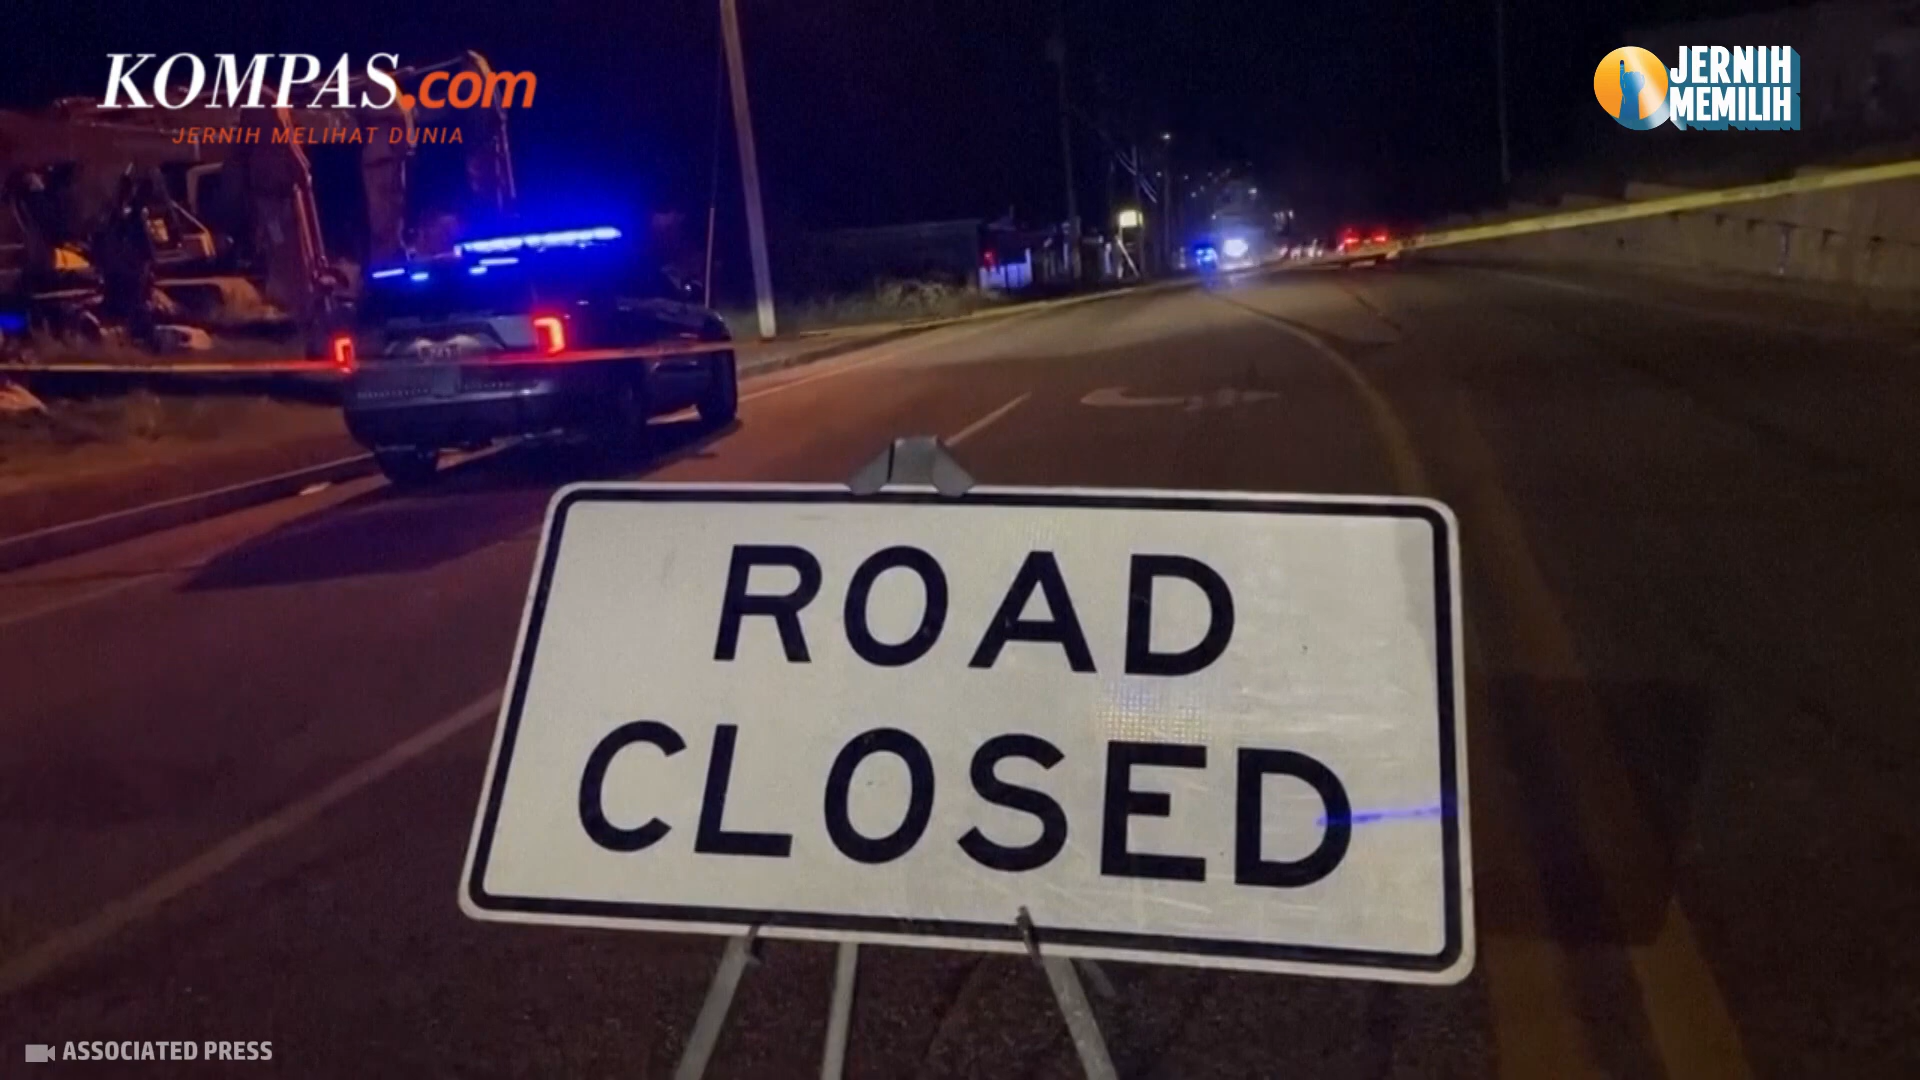 KOMPAS.com
JERNIH MELIHAT DUNIA
JERNIH
MEMILIH
ROAD
CLOSED
ASSOCIATED PRESS